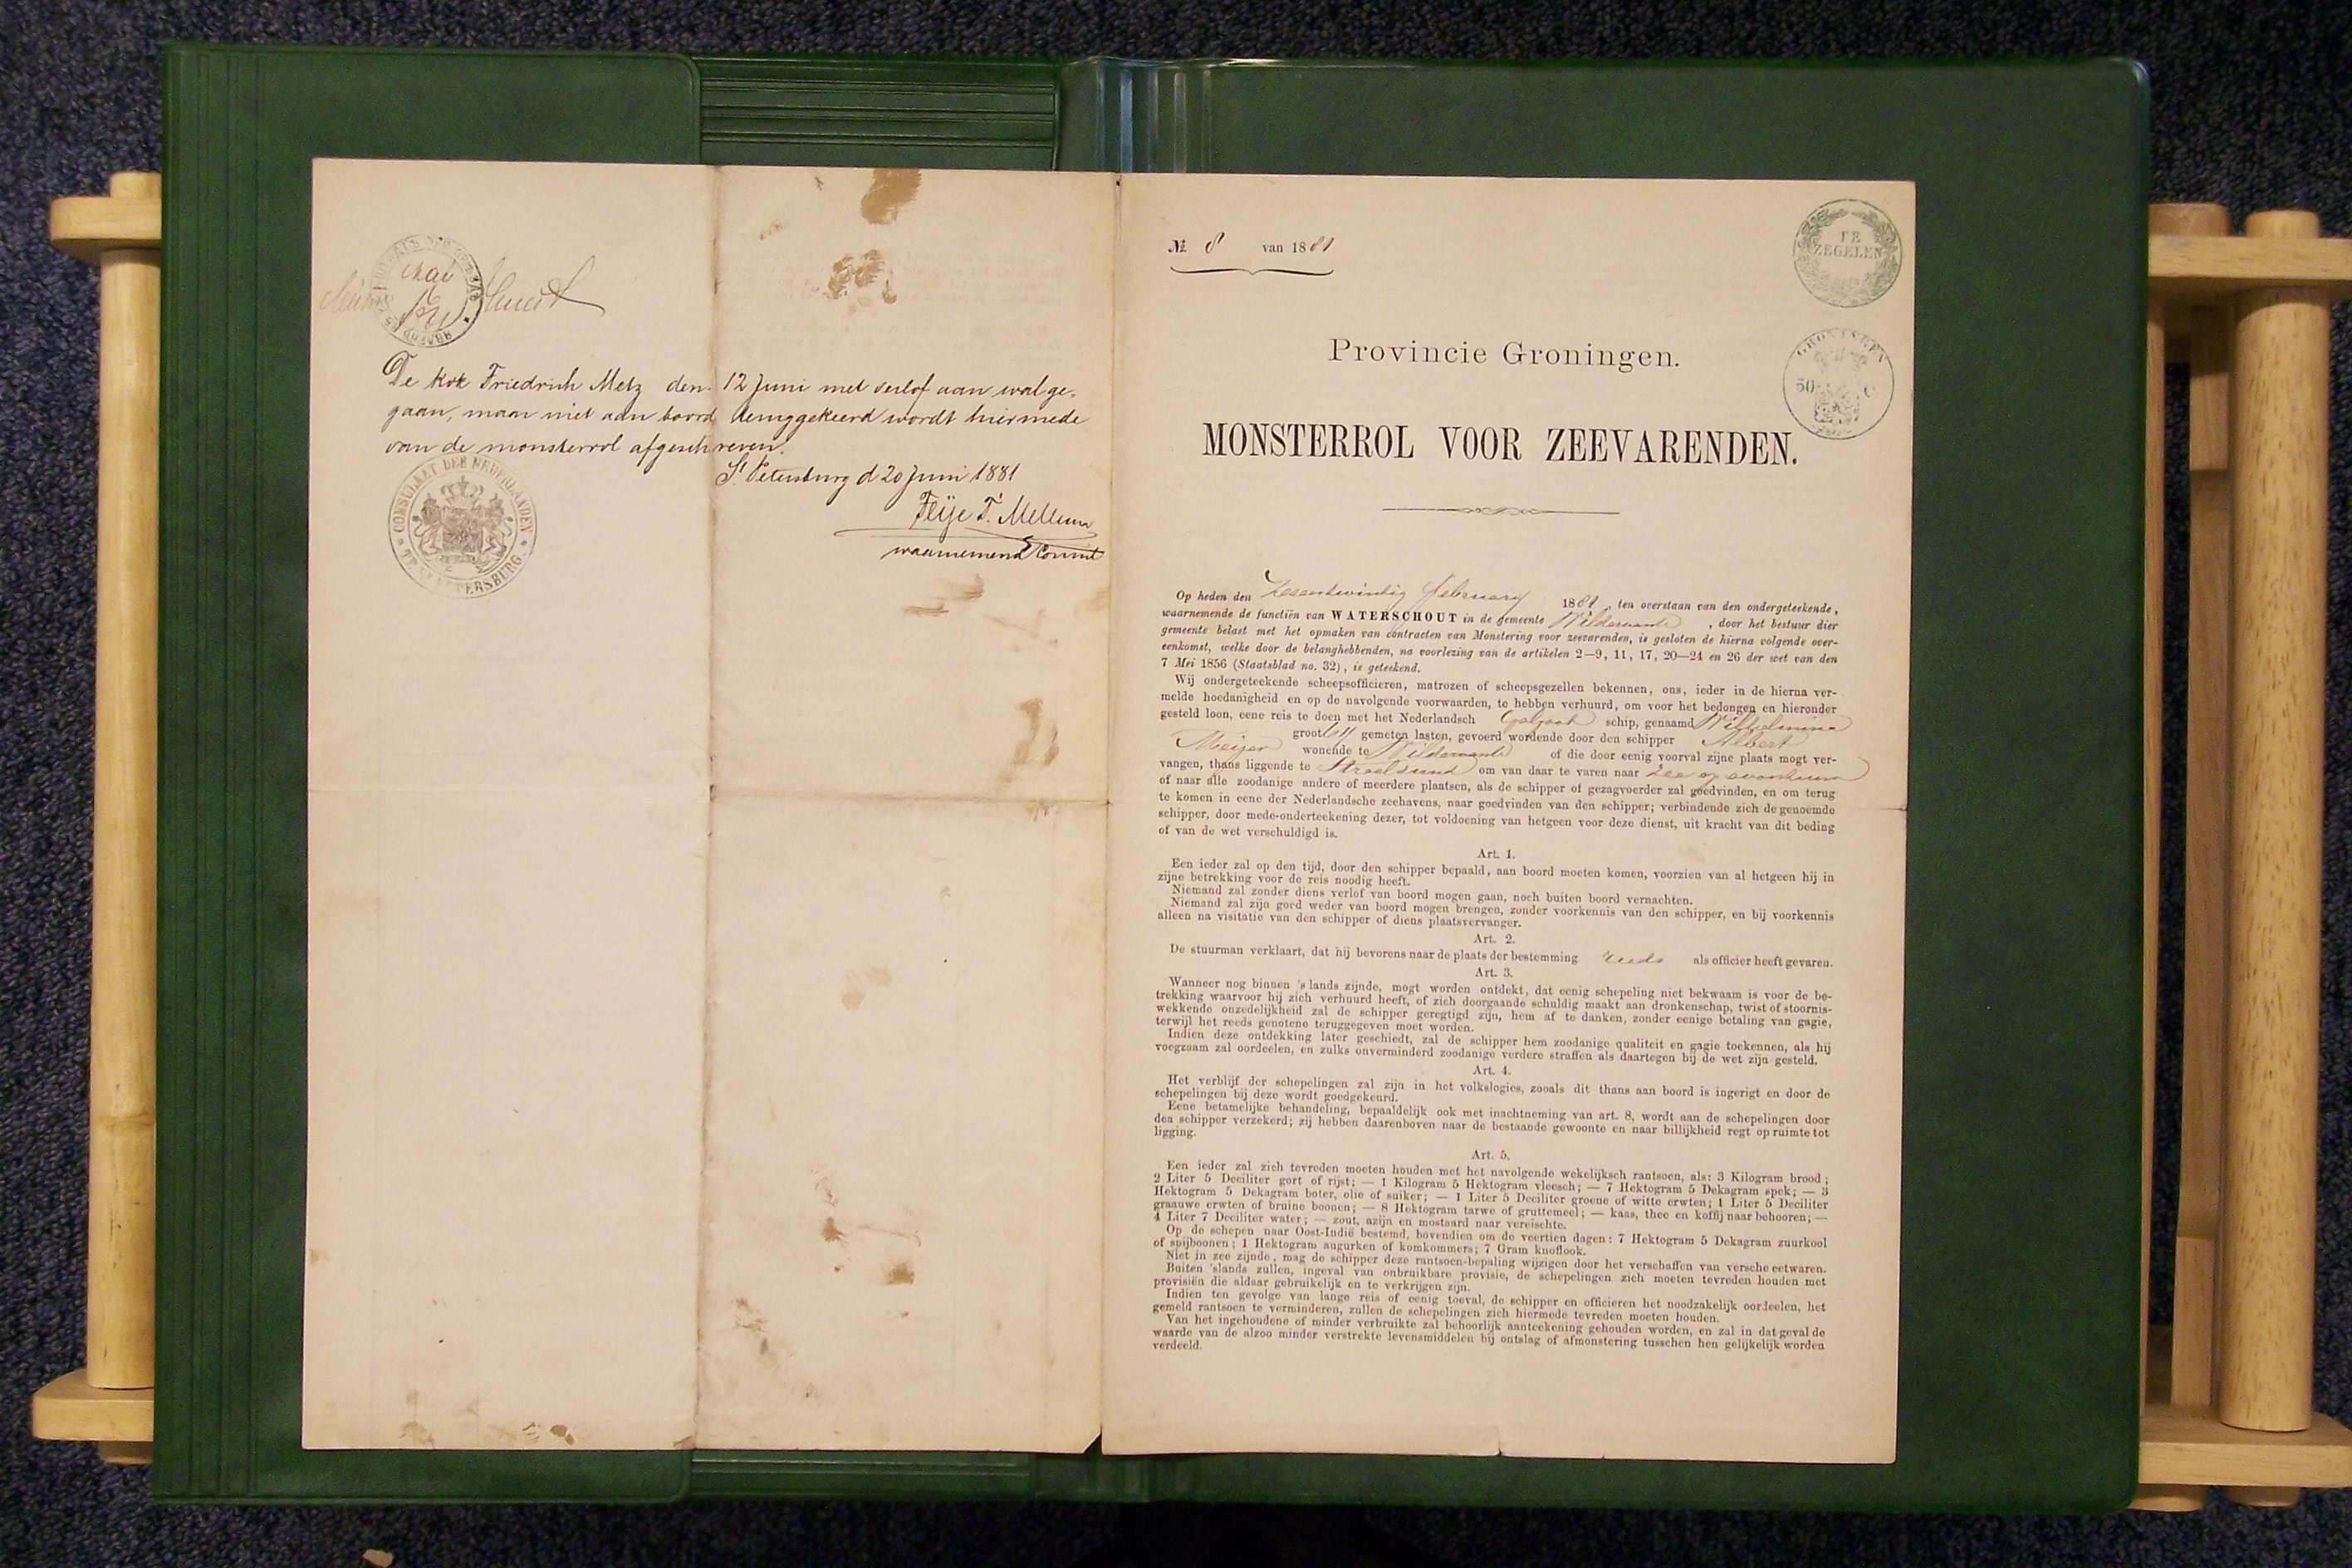 Mai
De kok Friedrich Metz den 12 Juni met verlof aan wal ge-
gaan, maar niet aan boord teruggekeerd wordt hiermede
van de monsterrol afgeschreven.
St Petersburg d 20 Juni 1881
Feije F. Mellema
waarnemend Consul
CONSULAAT DER NEDERLANDEN TE ST PETERSBURG.
№ 8 van 1881
TE ZEGELEN
GRONINGEN
50 C
Provincie Groningen.
MONSTERROL VOOR ZEEVARENDEN.
Op heden den Zesentwintig february 1881, ten overstaan van den ondergeteekende,
waarnemende de functiën van WATERSCHOUT in de gemeente Wildervank, door het bestuur dier
gemeente belast met het opmaken van contracten van Monstering voor zeevarenden, is gesloten de hierna volgende over-
eenkomst, welke door de belanghebbenden, na voorlezing van de artikelen 2—9, 11, 17, 20—24 en 26 der wet van den
7 Mei 1856 (Staatsblad no. 32), is geteekend.
Wij ondergeteekende scheepsofficieren, matrozen of scheepsgezellen bekennen, ons, ieder in de hierna ver-
melde hoedanigheid en op de navolgende voorwaarden, te hebben verhuurd, om voor het bedongen en hieronder
gesteld loon, eene reis te doen met het Nederlandsch Galjoot schip, genaamd Wilhelmina
groot gemeten lasten, gevoerd wordende door den schipper Albert
Meijer wonende te Wildervank of die door eenig voorval zijne plaats mogt ver-
vangen, thans liggende te Straalsund om van daar te varen naar zee op avontuur
of naar alle zoodanige andere of meerdere plaatsen, als de schipper of gezagvoerder zal goedvinden, en om terug
te komen in eene der Nederlandsche zeehavens, naar goedvinden van den schipper; verbindende zich de genoemde
schipper, door mede-onderteekening dezer, tot voldoening van hetgeen voor deze dienst, uit kracht van dit beding
of van de wet verschuldigd is.
Art. 1.
Een ieder zal op den tijd, door den schipper bepaald, aan boord moeten komen, voorzien van al hetgeen hij in
zijne betrekking voor de reis noodig heeft.
Niemand zal zonder diens verlof van boord mogen gaan, noch buiten boord vernachten.
Niemand zal zijn goed weder van boord mogen brengen, zonder voorkennis van den schipper, en bij voorkennis
alleen na visitatie van den schipper of diens plaatsvervanger.
Art. 2.
De stuurman verklaart, dat hij bevorens naar de plaats der bestemming reeds als officier heeft gevaren.
Art. 3.
Wanneer nog binnen 's lands zijnde, mogt worden ontdekt, dat eenig schepeling niet bekwaam is voor de be-
trekking waarvoor hij zich verhuurd heeft, of zich doorgaande schuldig maakt aan dronkenschap, twist of stoornis-
wekkende onzedelijkheid zal de schipper geregtigd zijn, hem af te danken, zonder eenige betaling van gagie,
terwijl het reeds genotene teruggegeven moet worden.
Indien deze ontdekking later geschiedt, zal de schipper hem zoodanige qualiteit en gagie toekennen, als hij
voegzaam zal oordeelen, en zulks onverminderd zoodanige verdere straffen als daartegen bij de wet zijn gesteld.
Art. 4.
Het verblijf der schepelingen zal zijn in het volkslogies, zooals dit thans aan boord is ingerigt en door de
schepelingen bij deze wordt goedgekeurd.
Eene betamelijke behandeling, bepaaldelijk ook met inachtneming van art. 8, wordt aan de schepelingen door
den schipper verzekerd; zij hebben daarenboven naar de bestaande gewoonte en naar billijkheid regt op ruimte tot
ligging.
Art. 5.
Een ieder zal zich tevreden moeten houden met het navolgende wekelijksch rantsoen, als: 3 Kilogram brood;
2 Liter 5 Deciliter gort of rijst; — 1 Kilogram 5 Hektogram vleesch; — 7 Hektogram 5 Dekagram spek; — 3
Hektogram 5 Dekagram boter, olie of suiker; — 1 Liter 5 Deciliter groene of witte erwten; 1 Liter 5 Deciliter
graauwe erwten of bruine boonen; — 8 Hektogram tarwe of gruttemeel; — kaas, thee en koffij naar behooren; —
4 Liter 7 Deciliter water; — zout, azijn en mostaard naar vereischte.
Op de schepen naar Oost-Indië bestemd, bovendien om de veertien dagen: 7 Hektogram 5 Dekagram zuurkool
of snijboonen; 1 Hektogram augurken of komkommers; 7 Gram knoflook.
Niet in zee zijnde, mag de schipper deze rantsoen-bepaling wijzigen door het verschaffen van versche eetwaren.
Buiten 'slands zullen, ingeval van onbruikbare provisie, de schepelingen zich moeten tevreden houden met
provisiën die aldaar gebruikelijk en te verkrijgen zijn.
Indien ten gevolge van lange reis of eenig toeval, de schipper en officieren het noodzakelijk oordeelen, het
gemeld rantsoen te verminderen, zullen de schepelingen zich hiermede tevreden moeten houden.
Van het ingehoudene of minder verbruikte zal behoorlijk aanteekening gehouden worden, en zal in dat geval de
waarde van de alzoo minder verstrekte levensmiddelen bij ontslag of afmonstering tusschen hen gelijkelijk worden
verdeeld.